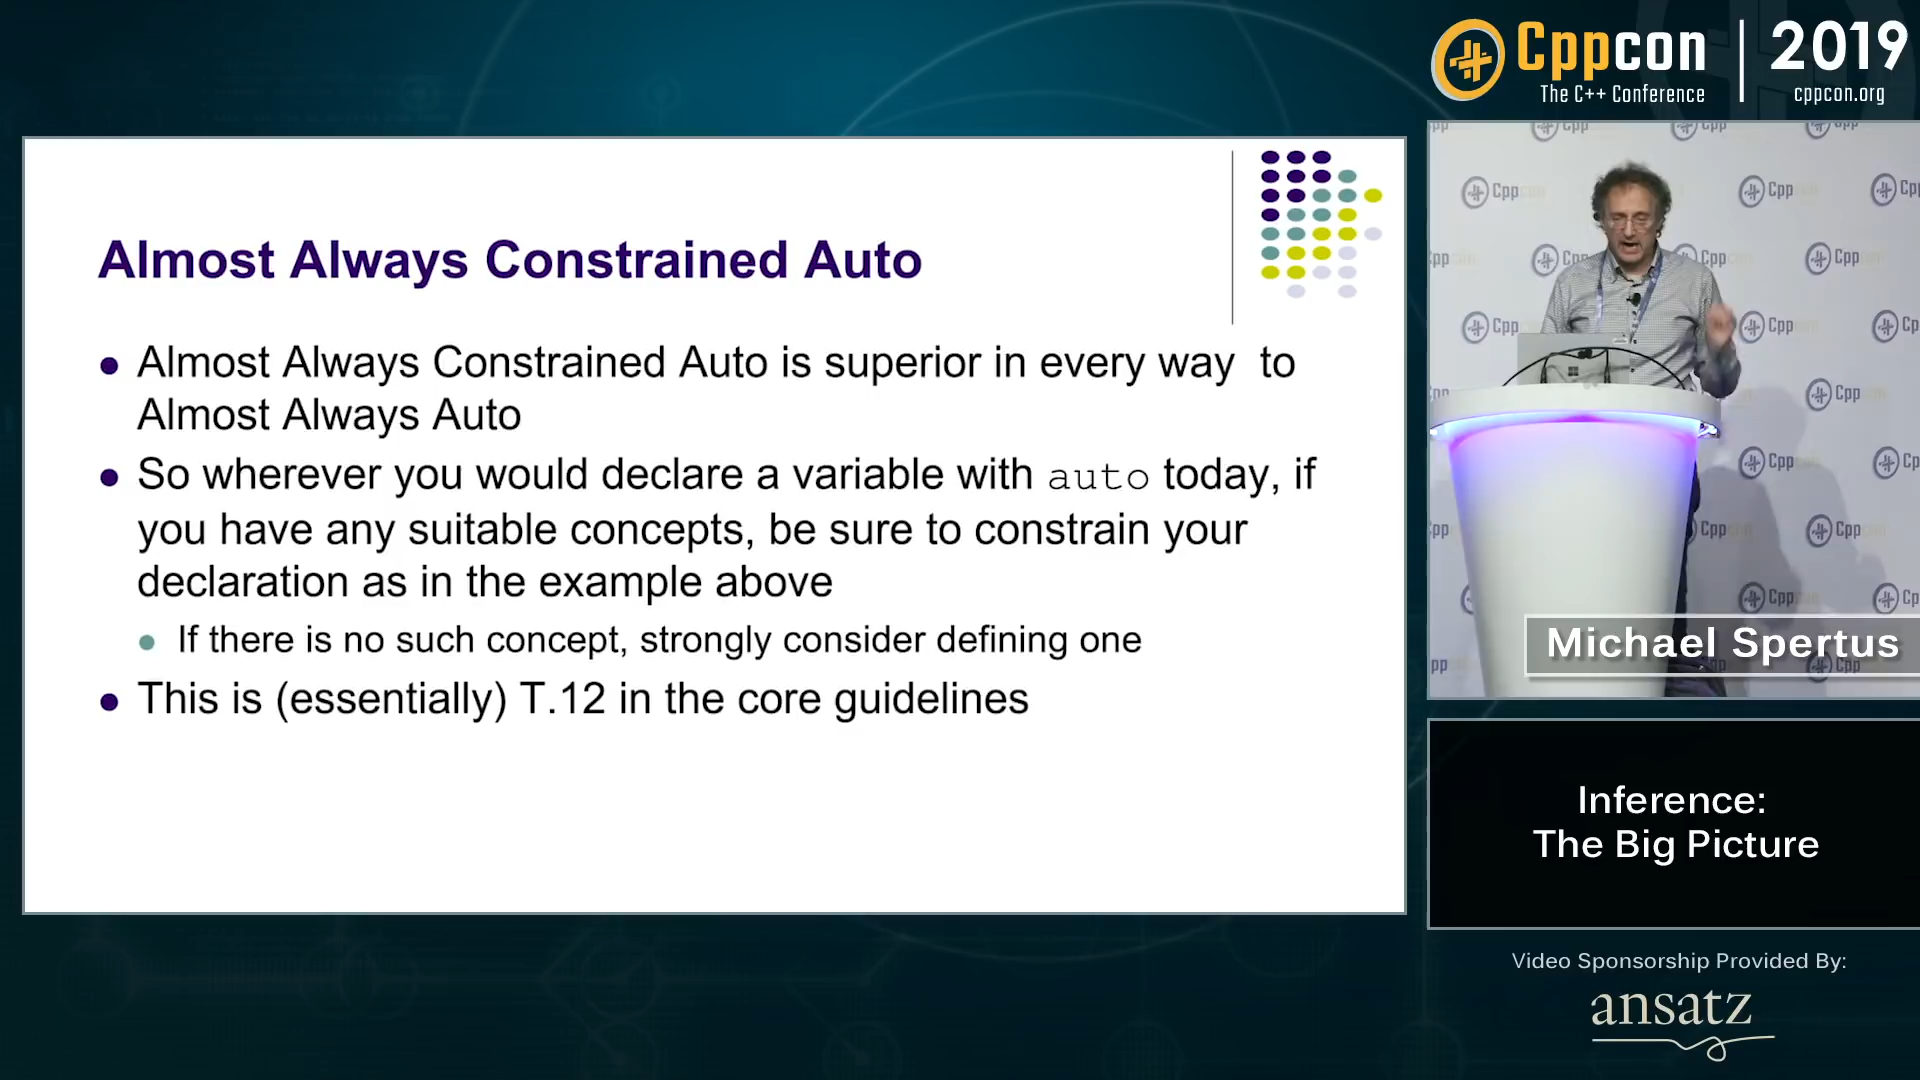 Cppcon
The C++ Conference
2019
cppcon.org
Almost Always Constrained Auto
Almost Always Constrained Auto is superior in every way to
Almost Always Auto
So wherever you would declare a variable with auto today, if
you have any suitable concepts, be sure to constrain your
declaration as in the example above
If there is no such concept, strongly consider defining one
This is (essentially) T.12 in the core guidelines
Michael Spertus
Inference:
The Big Picture
Video Sponsorship Provided By:
ansatz